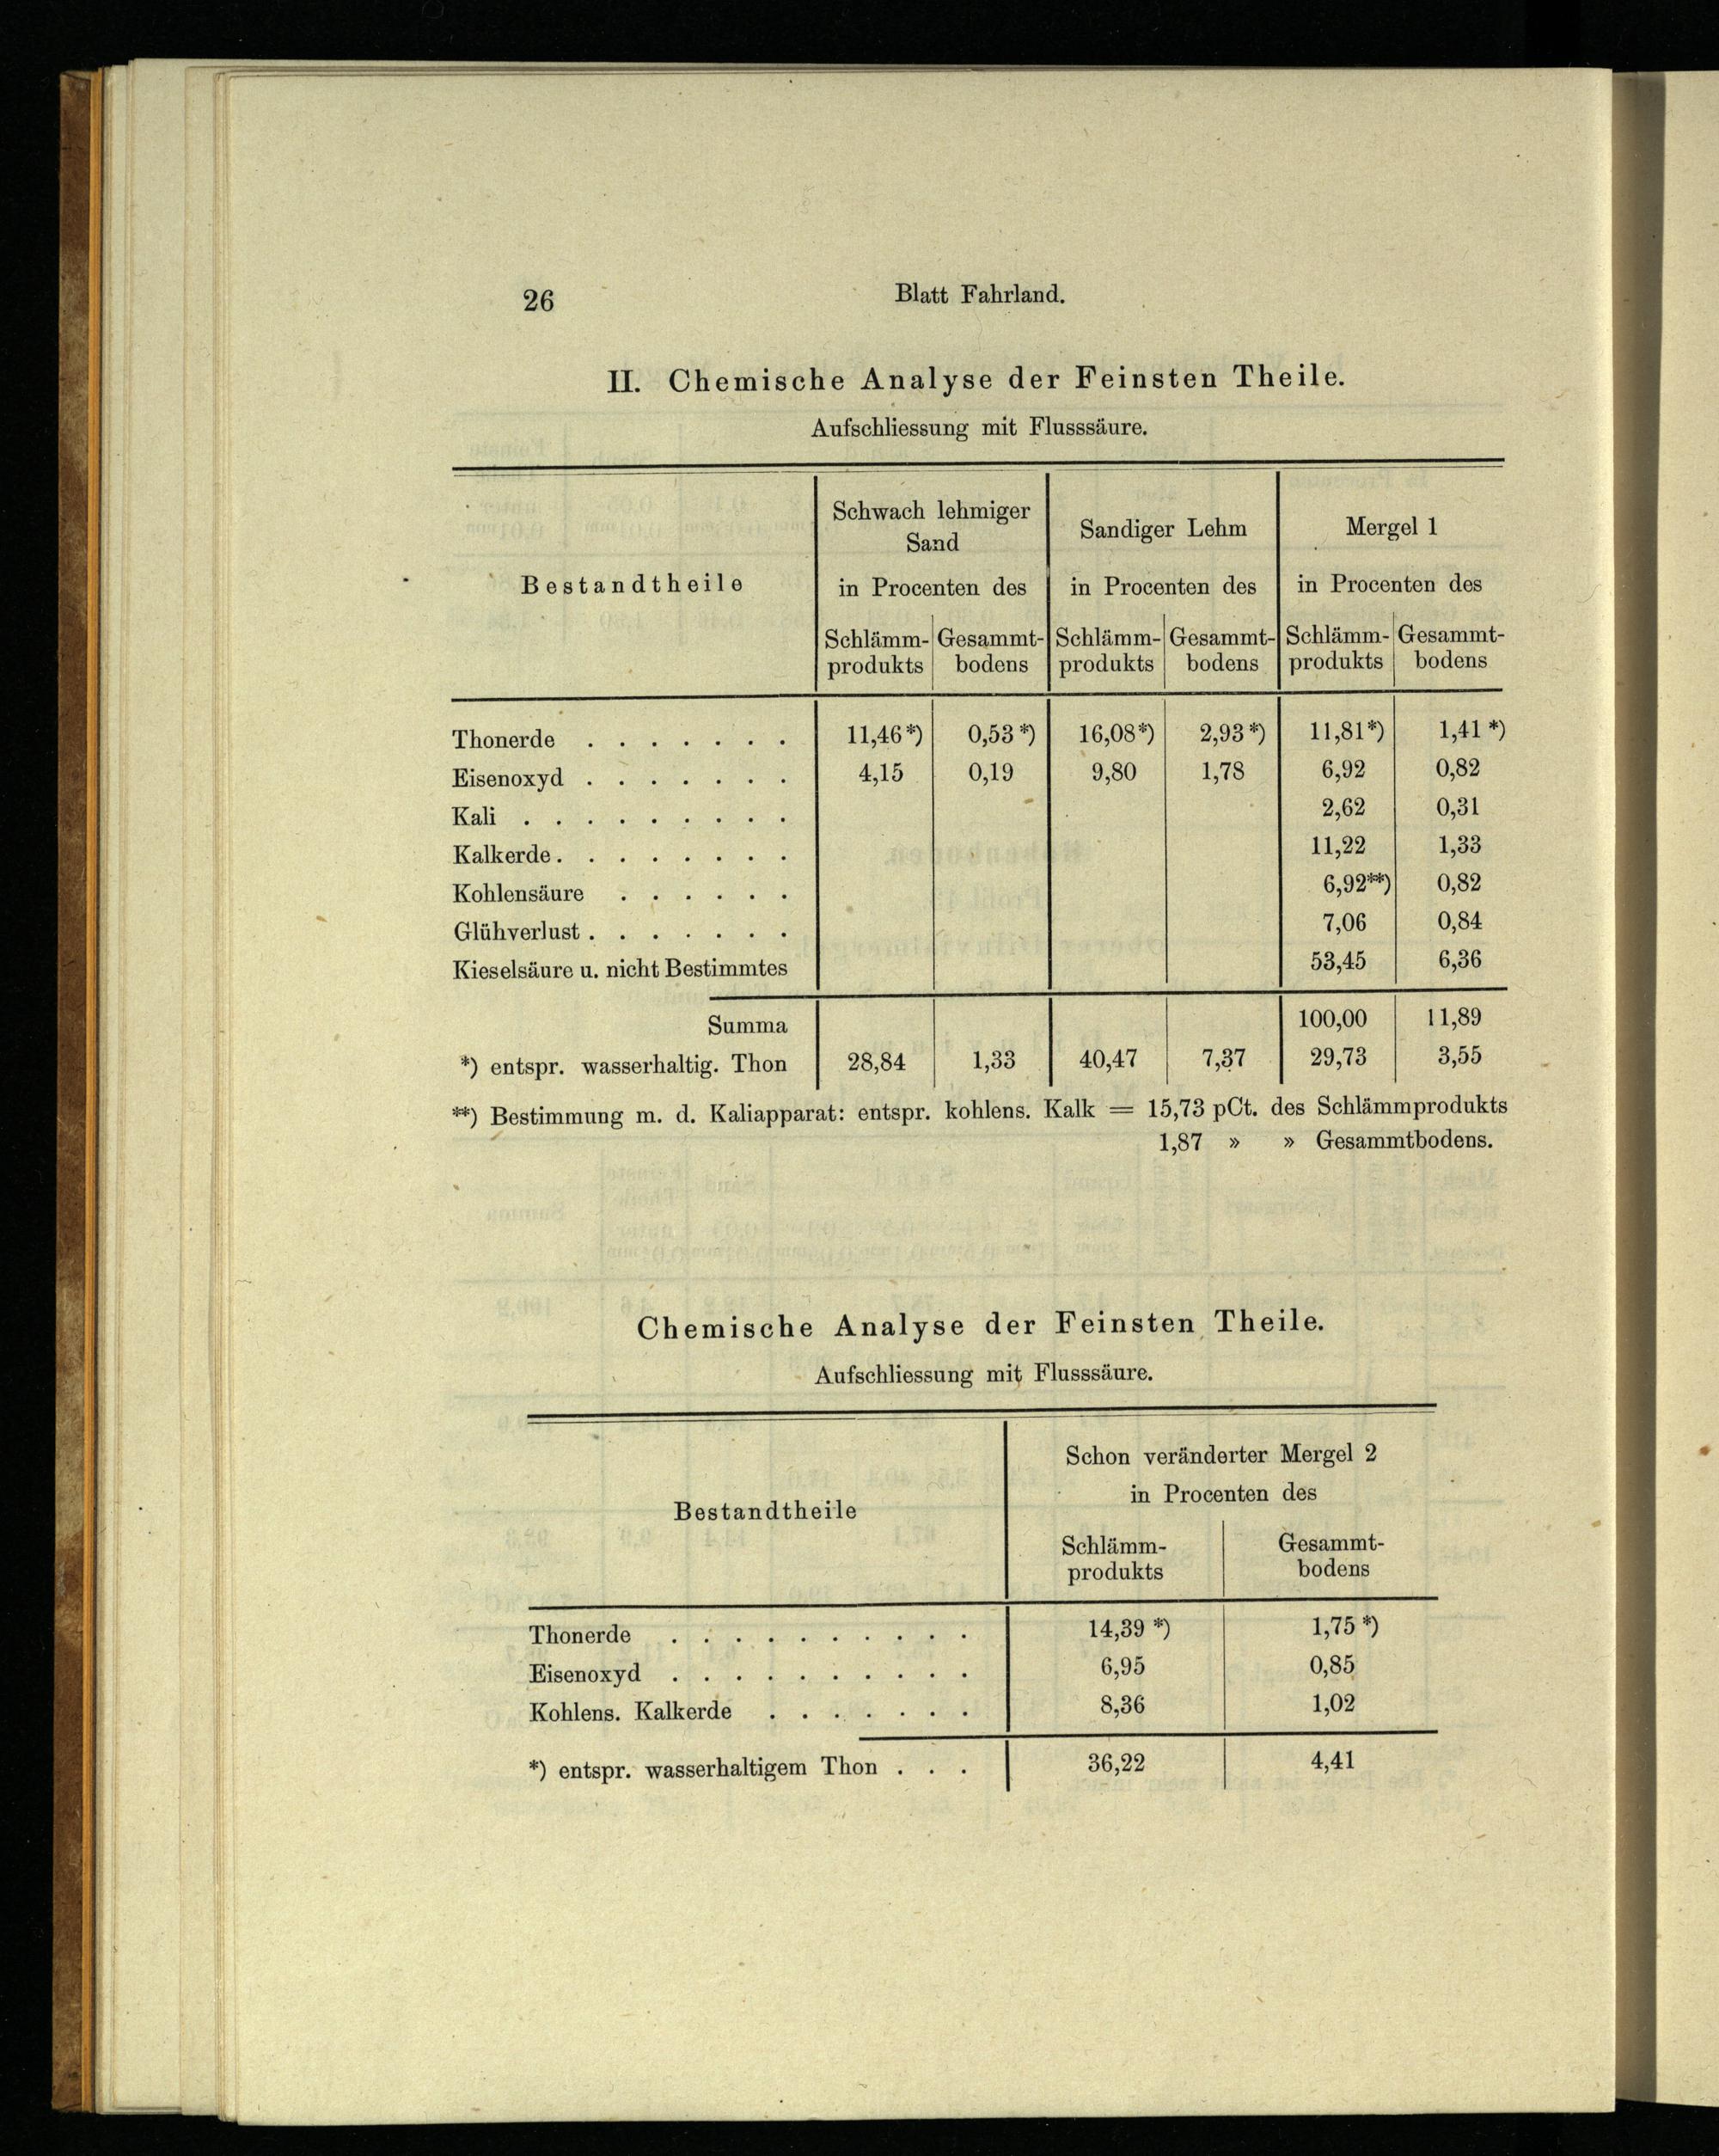 26
Blatt Fahrland.
II. Chemische Analyse der Feinsten Theile.
Aufschliessung mit Flusssäure.
Bestandtheile
Schwach lehmiger Sand
Sandiger Lehm
Mergel 1
in Procenten des in Procenten des in Procenten des
Schlämm- Gesammt- Schlämm- Gesammt- Schlämm- Gesammt-
produkts bodens produkts bodens produkts bodens
Thonerde . . . . . . . 11,46*) 0,53*) 16,08*) 2,93*) 11,81*) 1,41*)
Eisenoxyd . . . . . . . 4,15 0,19 9,80 1,78 6,92 0,82
Kali . . . . . . . . . 2,62 0,31
Kalkerde . . . . . . . . 11,22 1,33
Kohlensäure . . . . . . 6,92**) 0,82
Glühverlust . . . . . . . 7,06 0,84
Kieselsäure u. nicht Bestimmtes 53,45 6,36
Summa 100,00 11,89
*) entspr. wasserhaltig. Thon 28,84 1,33 40,47 7,37 29,73 3,55
**) Bestimmung m. d. Kaliapparat: entspr. kohlens. Kalk = 15,73 pCt. des Schlämmprodukts
1,87 » » Gesammtbodens.
Chemische Analyse der Feinsten Theile.
Aufschliessung mit Flusssäure.
Bestandtheile
Schon veränderter Mergel 2
in Procenten des
Schlämm- Gesammt-
produkts bodens
Thonerde . . . . . . . . . . 14,39*) 1,75*)
Eisenoxyd . . . . . . . . . . 6,95 0,85
Kohlens. Kalkerde . . . . . . . 8,36 1,02
*) entspr. wasserhaltigem Thon . . . 36,22 4,41